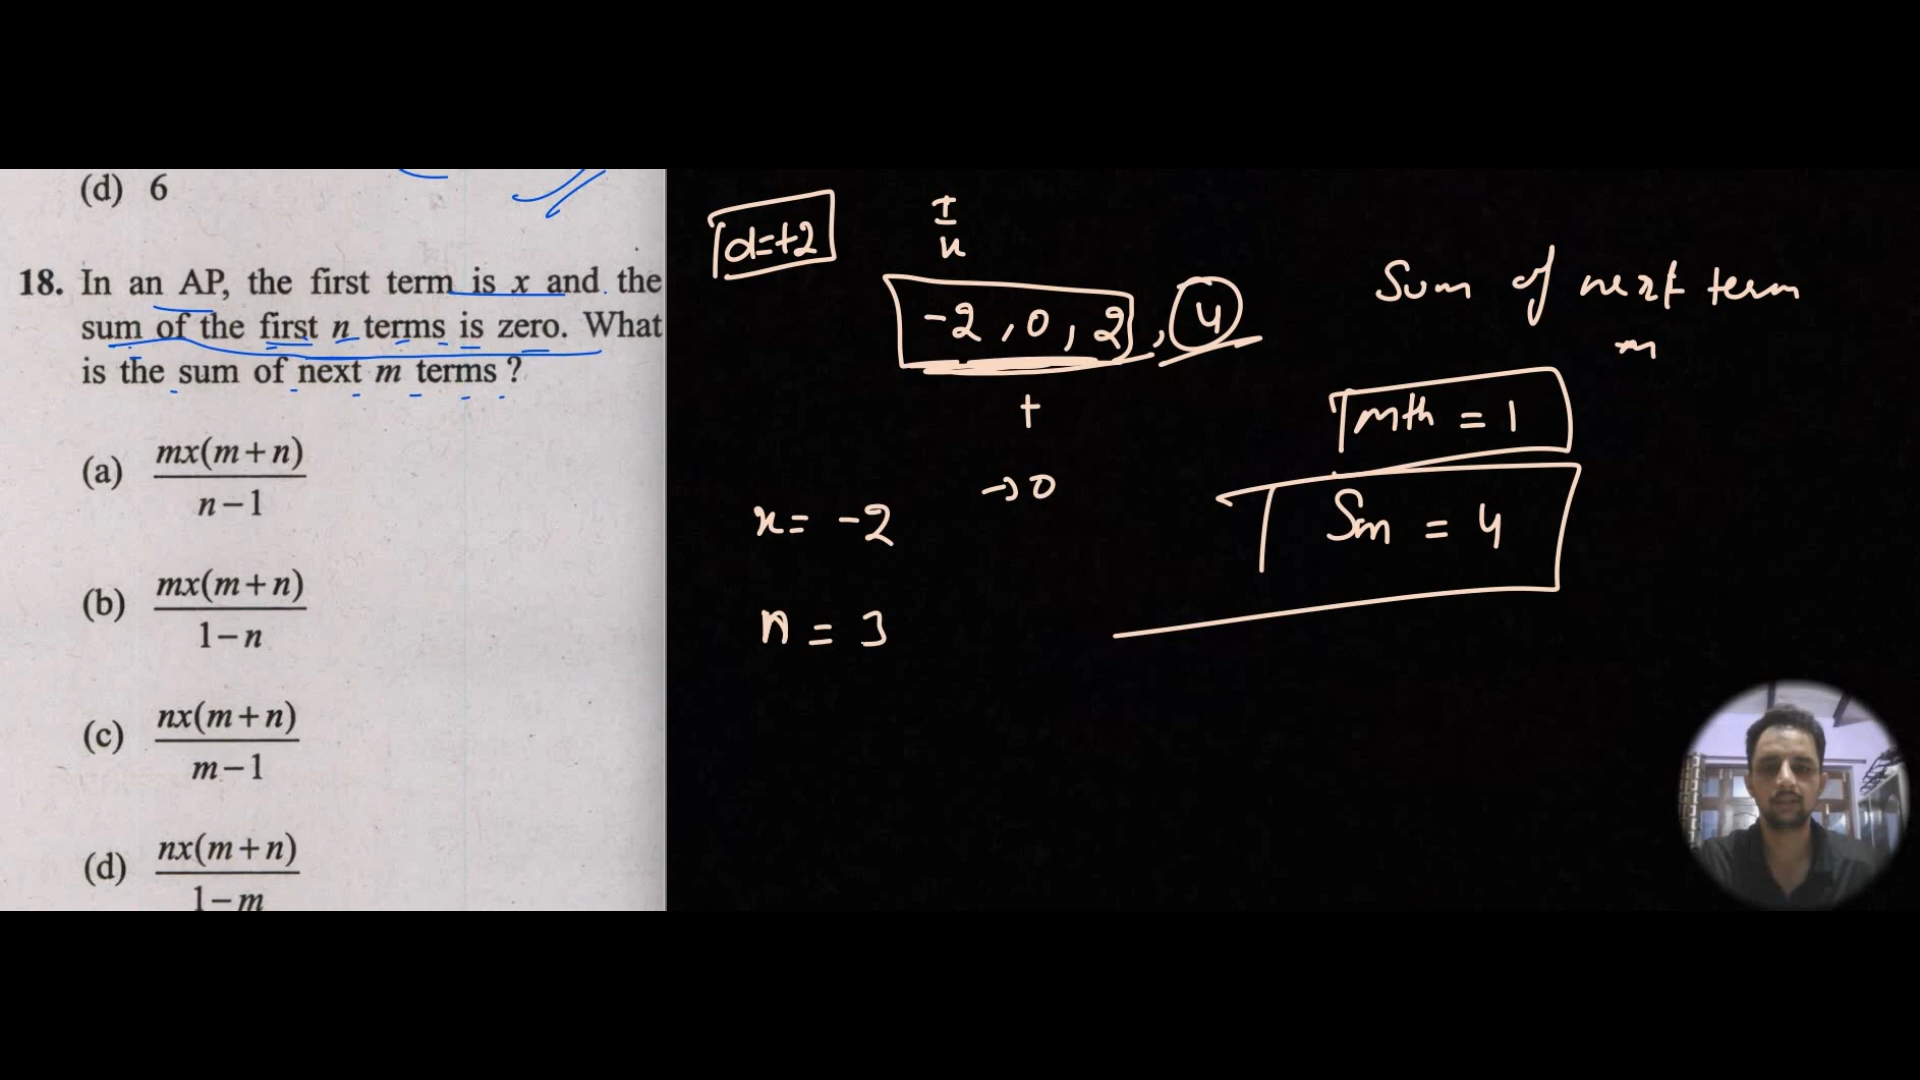 (d) 6
18. In an AP, the first term is x and the
sum of the first n terms is zero. What
is the sum of next m terms ?
(a) mx(m+n)
n−1
(b) mx(m+n)
1−n
(c) nx(m+n)
m−1
(d) nx(m+n)
1−m
d=+2
x
-2, 0, 2, 4
+
→ 0
x = -2
n = 3
Sum of next term
m
mth = 1
Sm = 4